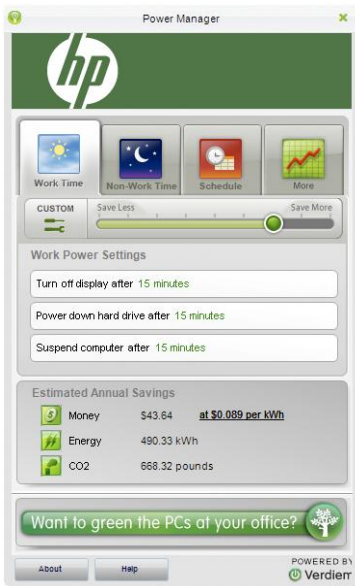 Power Manager
hp
Work Time
Non-Work Time
Schedule
More
CUSTOM
Save Less
Save More
Work Power Settings
Turn off display after 15 minutes
Power down hard drive after 15 minutes
Suspend computer after 15 minutes
Estimated Annual Savings
Money $43.64 at $0.089 per kWh
Energy 490.33 kWh
CO2 668.32 pounds
Want to green the PCs at your office?
About
Help
POWERED BY
Verdiem